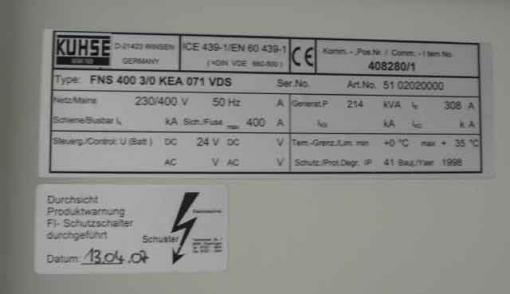 KUHSE D-21423 WINSEN ICE 439-1/EN 60 439-1 CE Komm. - ,Pos.Nr. / Comm. - Item No.
GERMANY (=DIN VDE 660-500) 408280/1
Type: FNS 400 3/0 KEA 071 VDS Ser.No. Art.No. 51 02020000
Netz/Mains 230/400 V 50 Hz A Generat.P 214 kVA 308 A
Schiene/Busbar kA Sich./Fuse max 400 A kA kA
Steuerg./Control: U (Batt) DC 24 V DC V Tem.-Grenz./Lim. min +0 °C max + 35 °C
AC V AC V Schutz./Prot.Degr. IP 41 Bauj./Year 1998
Durchsicht
Produktwarnung
FI- Schutzschalter
durchgeführt
Schuster
Datum: 13.04.07